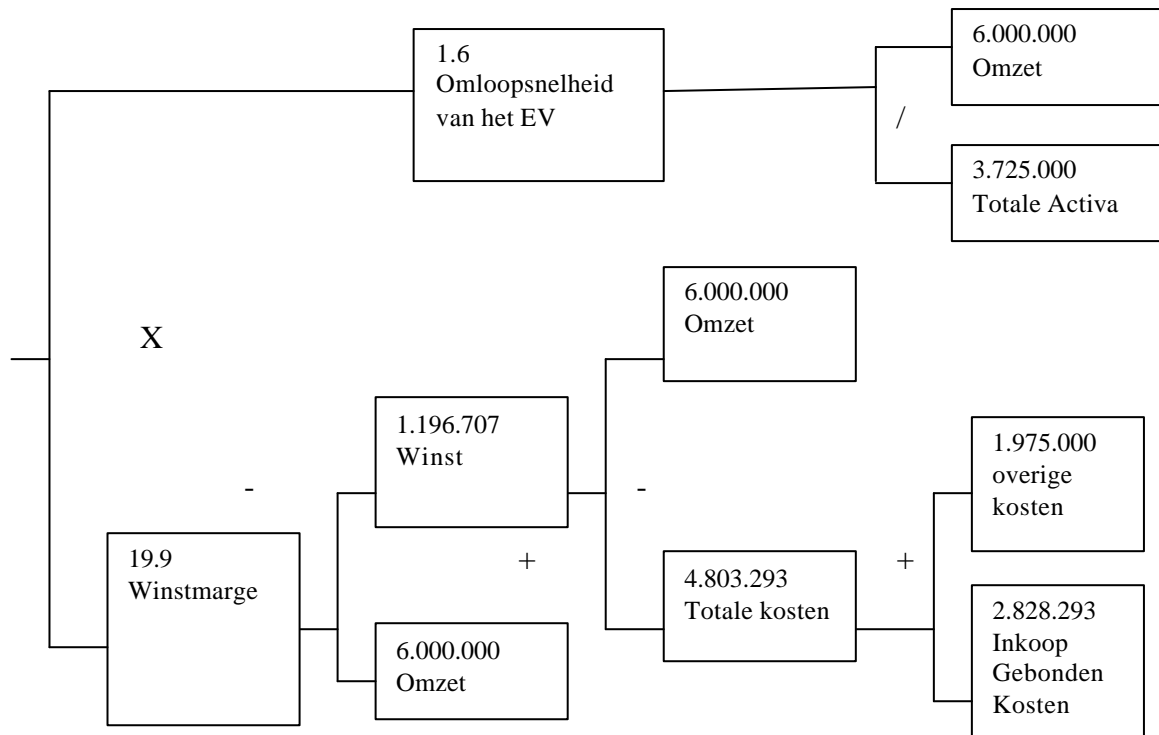 1.6
Omloopsnelheid
van het EV
6.000.000
Omzet
/
3.725.000
Totale Activa
X
6.000.000
Omzet
1.196.707
Winst
-
-
1.975.000
overige
kosten
19.9
Winstmarge
+
4.803.293
Totale kosten
+
6.000.000
Omzet
2.828.293
Inkoop
Gebonden
Kosten